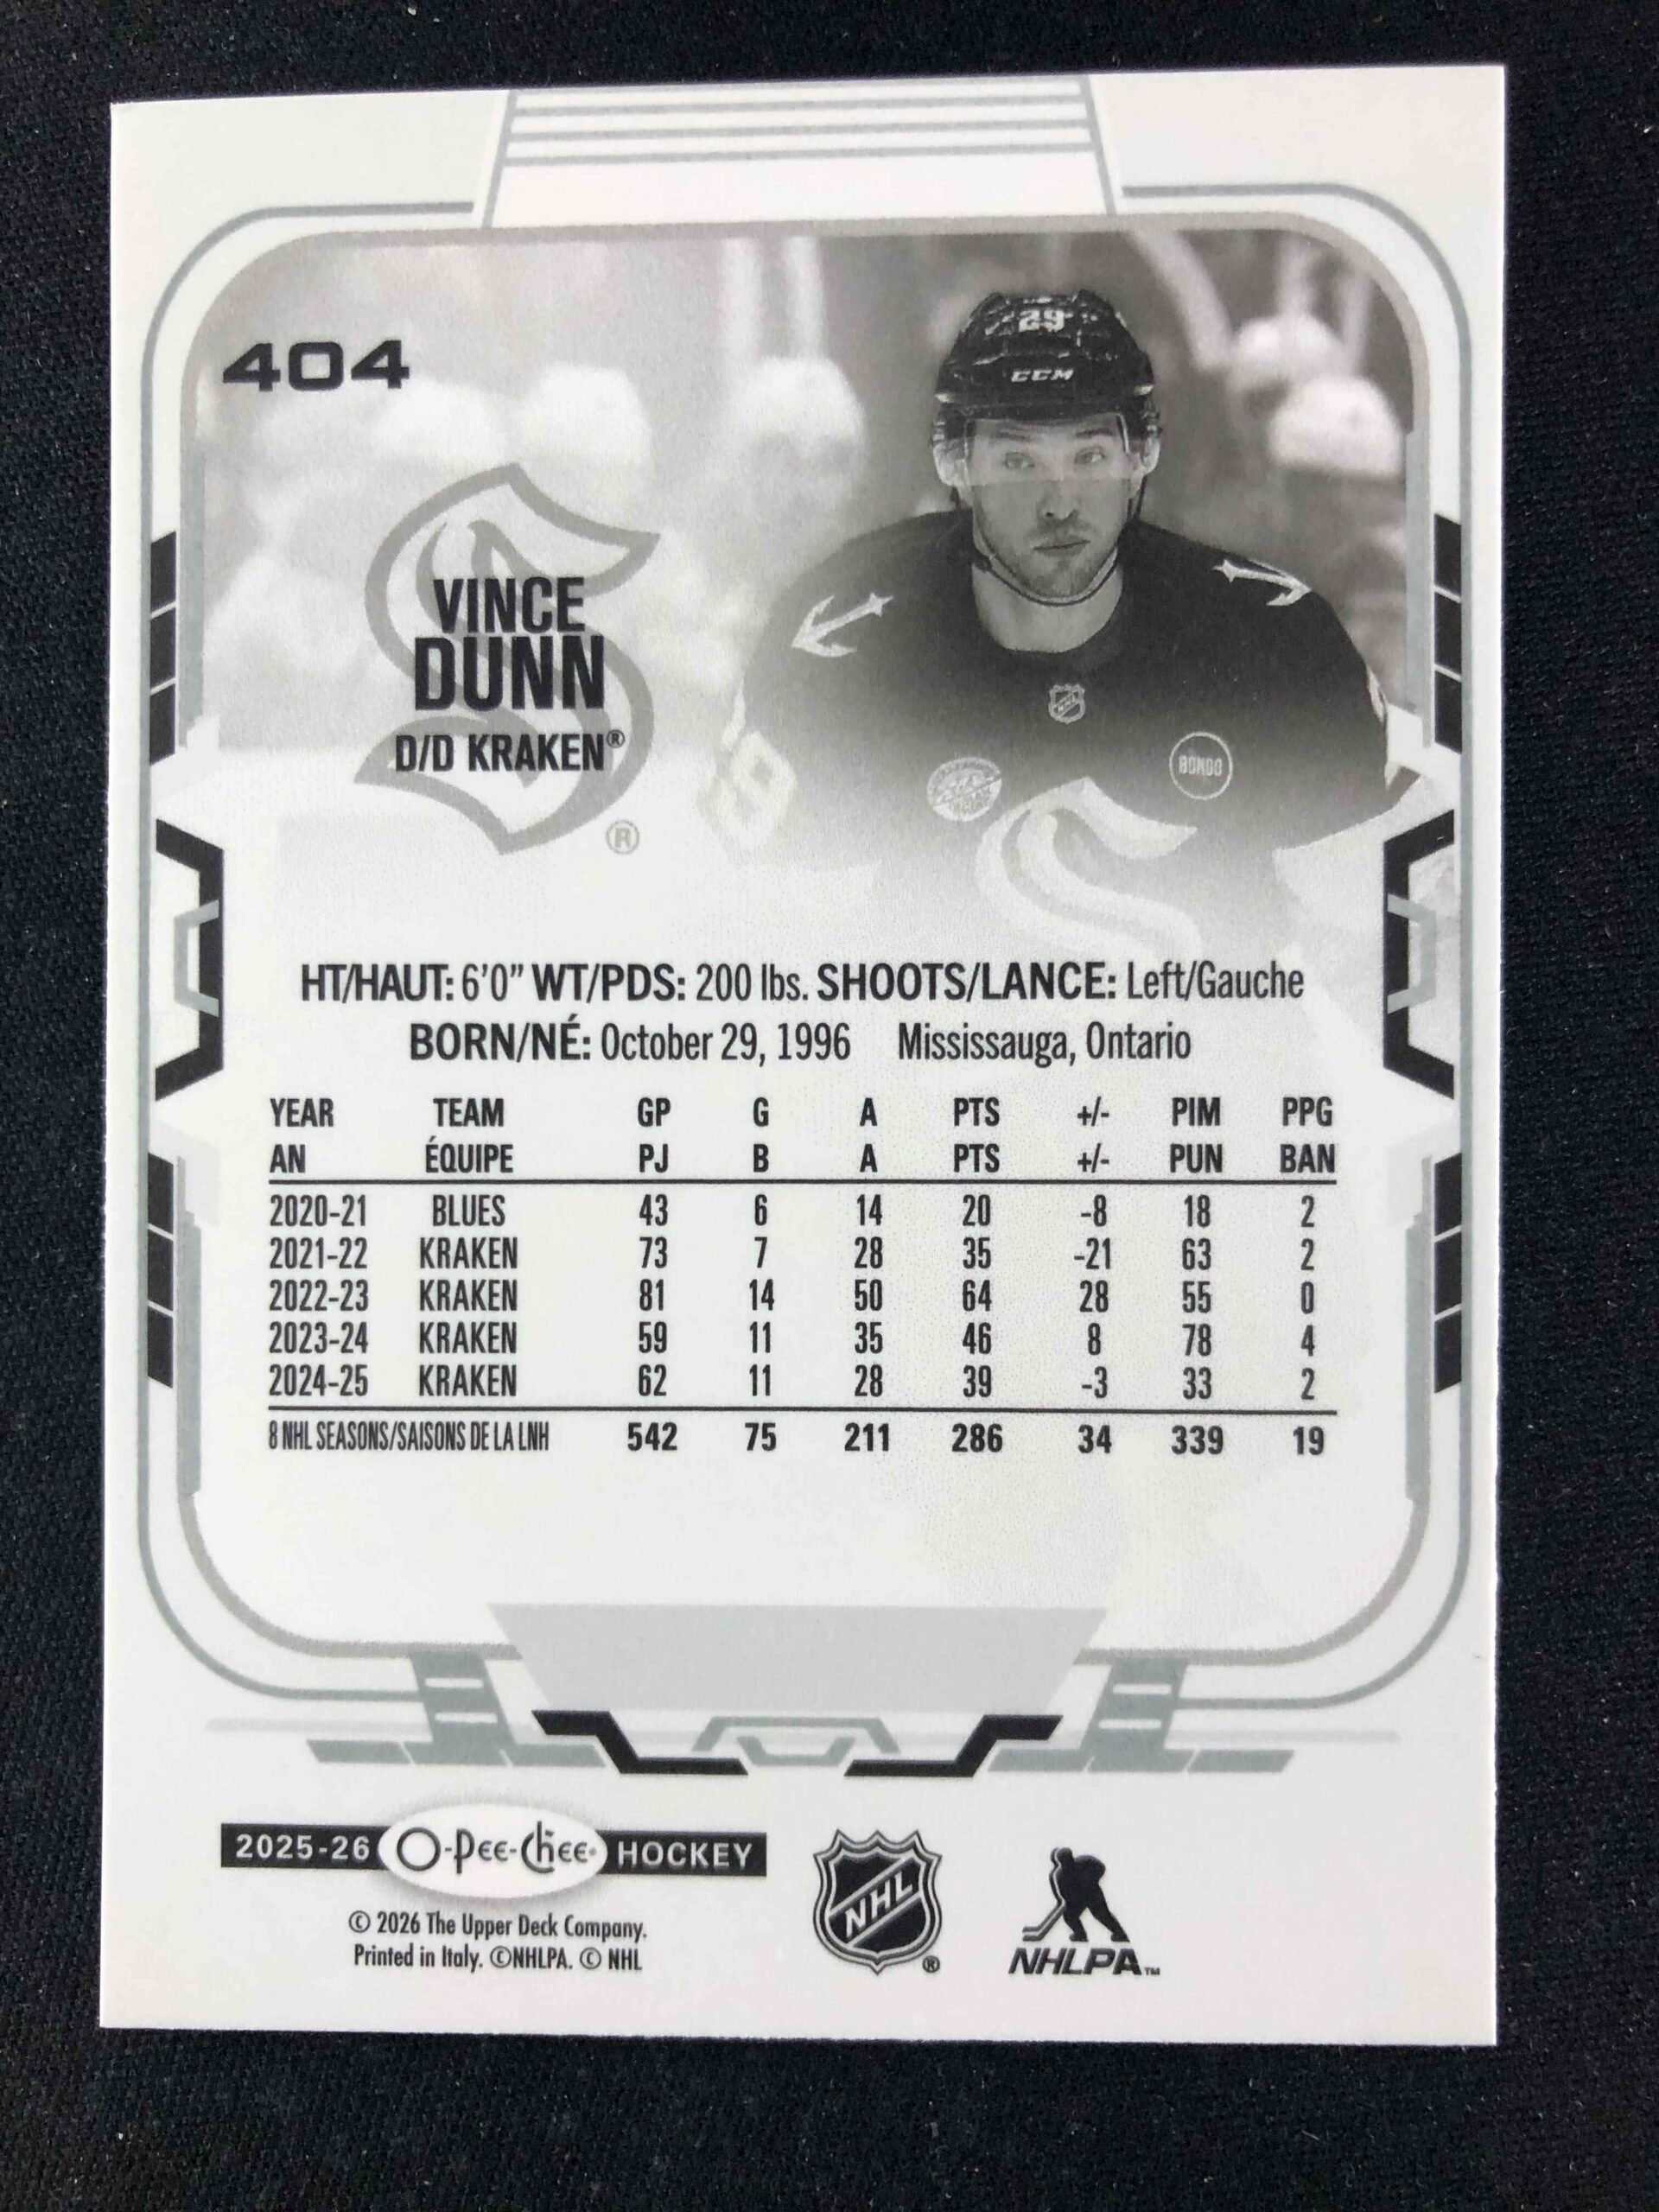 29
CCM
404
VINCE
DUNN
D/D KRAKEN®
®
NHL
BONDO
29
HT/HAUT: 6'0" WT/PDS: 200 lbs. SHOOTS/LANCE: Left/Gauche
BORN/NÉ: October 29, 1996 Mississauga, Ontario
YEAR TEAM GP G A PTS +/- PIM PPG
AN ÉQUIPE PJ B A PTS +/- PUN BAN
2020-21 BLUES 43 6 14 20 -8 18 2
2021-22 KRAKEN 73 7 28 35 -21 63 2
2022-23 KRAKEN 81 14 50 64 28 55 0
2023-24 KRAKEN 59 11 35 46 8 78 4
2024-25 KRAKEN 62 11 28 39 -3 33 2
8 NHL SEASONS/SAISONS DE LA LNH 542 75 211 286 34 339 19
2025-26 O-Pee-Chee HOCKEY
© 2026 The Upper Deck Company.
Printed in Italy. ©NHLPA. © NHL
NHL ®
NHLPA™